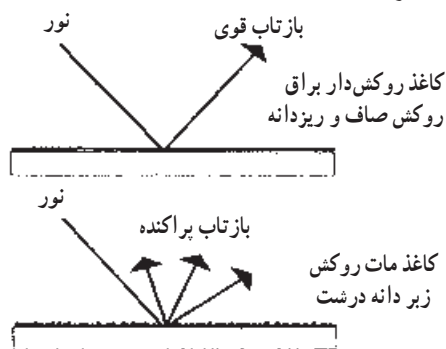 نور
بازتاب قوی
کاغذ روکش‌دار براق
روکش صاف و ریزدانه
نور
بازتاب پراکنده
کاغذ مات روکش
زبر دانه درشت